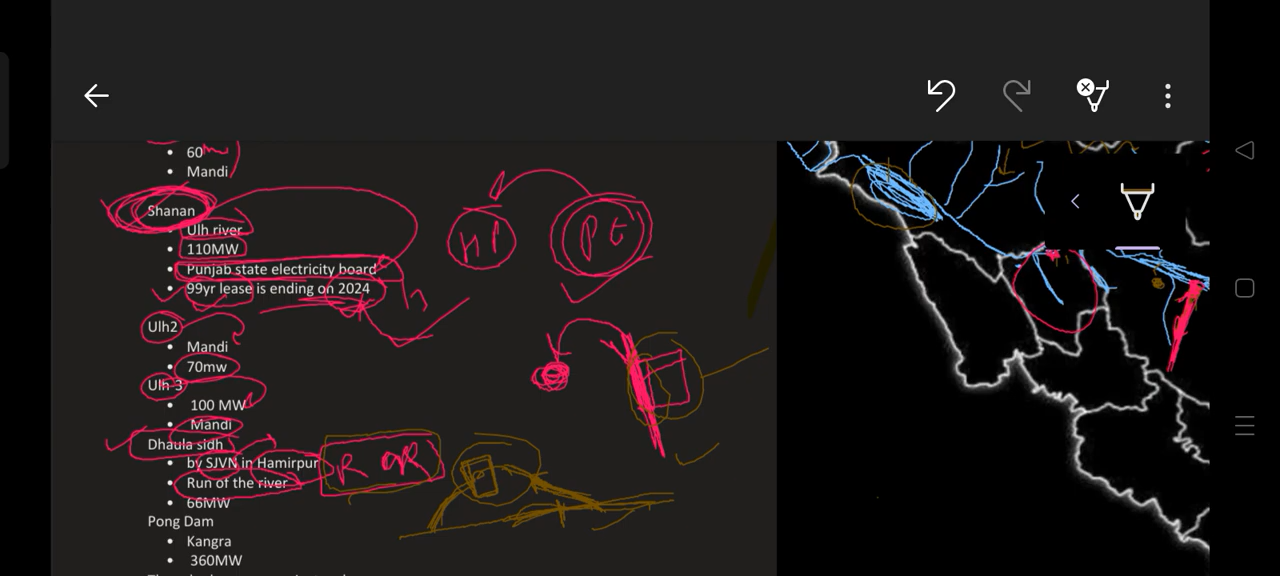 60
Mandi
Shanan
Ulh river
110MW
Punjab state electricity board
99yr lease is ending on 2024
HP
Ulh2
Mandi
70mw
Ulh-3
100 MW
Mandi
Dhaula sidh
by SJVN in Hamirpur
R OR
Run of the river
66MW
Pong Dam
Kangra
360MW